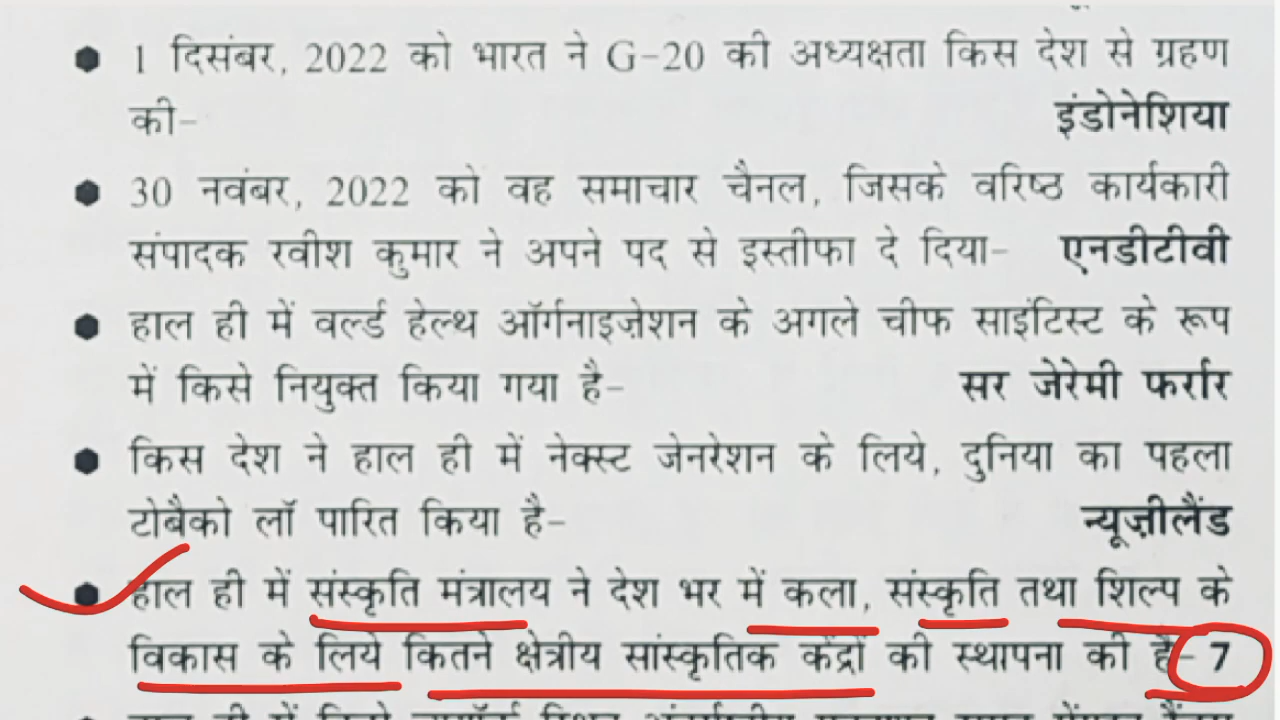 1 दिसंबर, 2022 को भारत ने G-20 की अध्यक्षता किस देश से ग्रहण
की- इंडोनेशिया
30 नवंबर, 2022 को वह समाचार चैनल, जिसके वरिष्ठ कार्यकारी
संपादक रवीश कुमार ने अपने पद से इस्तीफा दे दिया- एनडीटीवी
हाल ही में वर्ल्ड हेल्थ ऑर्गनाइज़ेशन के अगले चीफ साइंटिस्ट के रूप
में किसे नियुक्त किया गया है- सर जेरेमी फर्रार
किस देश ने हाल ही में नेक्स्ट जेनरेशन के लिये, दुनिया का पहला
टोबैको लॉ पारित किया है- न्यूज़ीलैंड
हाल ही में संस्कृति मंत्रालय ने देश भर में कला, संस्कृति तथा शिल्प के
विकास के लिये कितने क्षेत्रीय सांस्कृतिक केंद्रों की स्थापना की है- 7